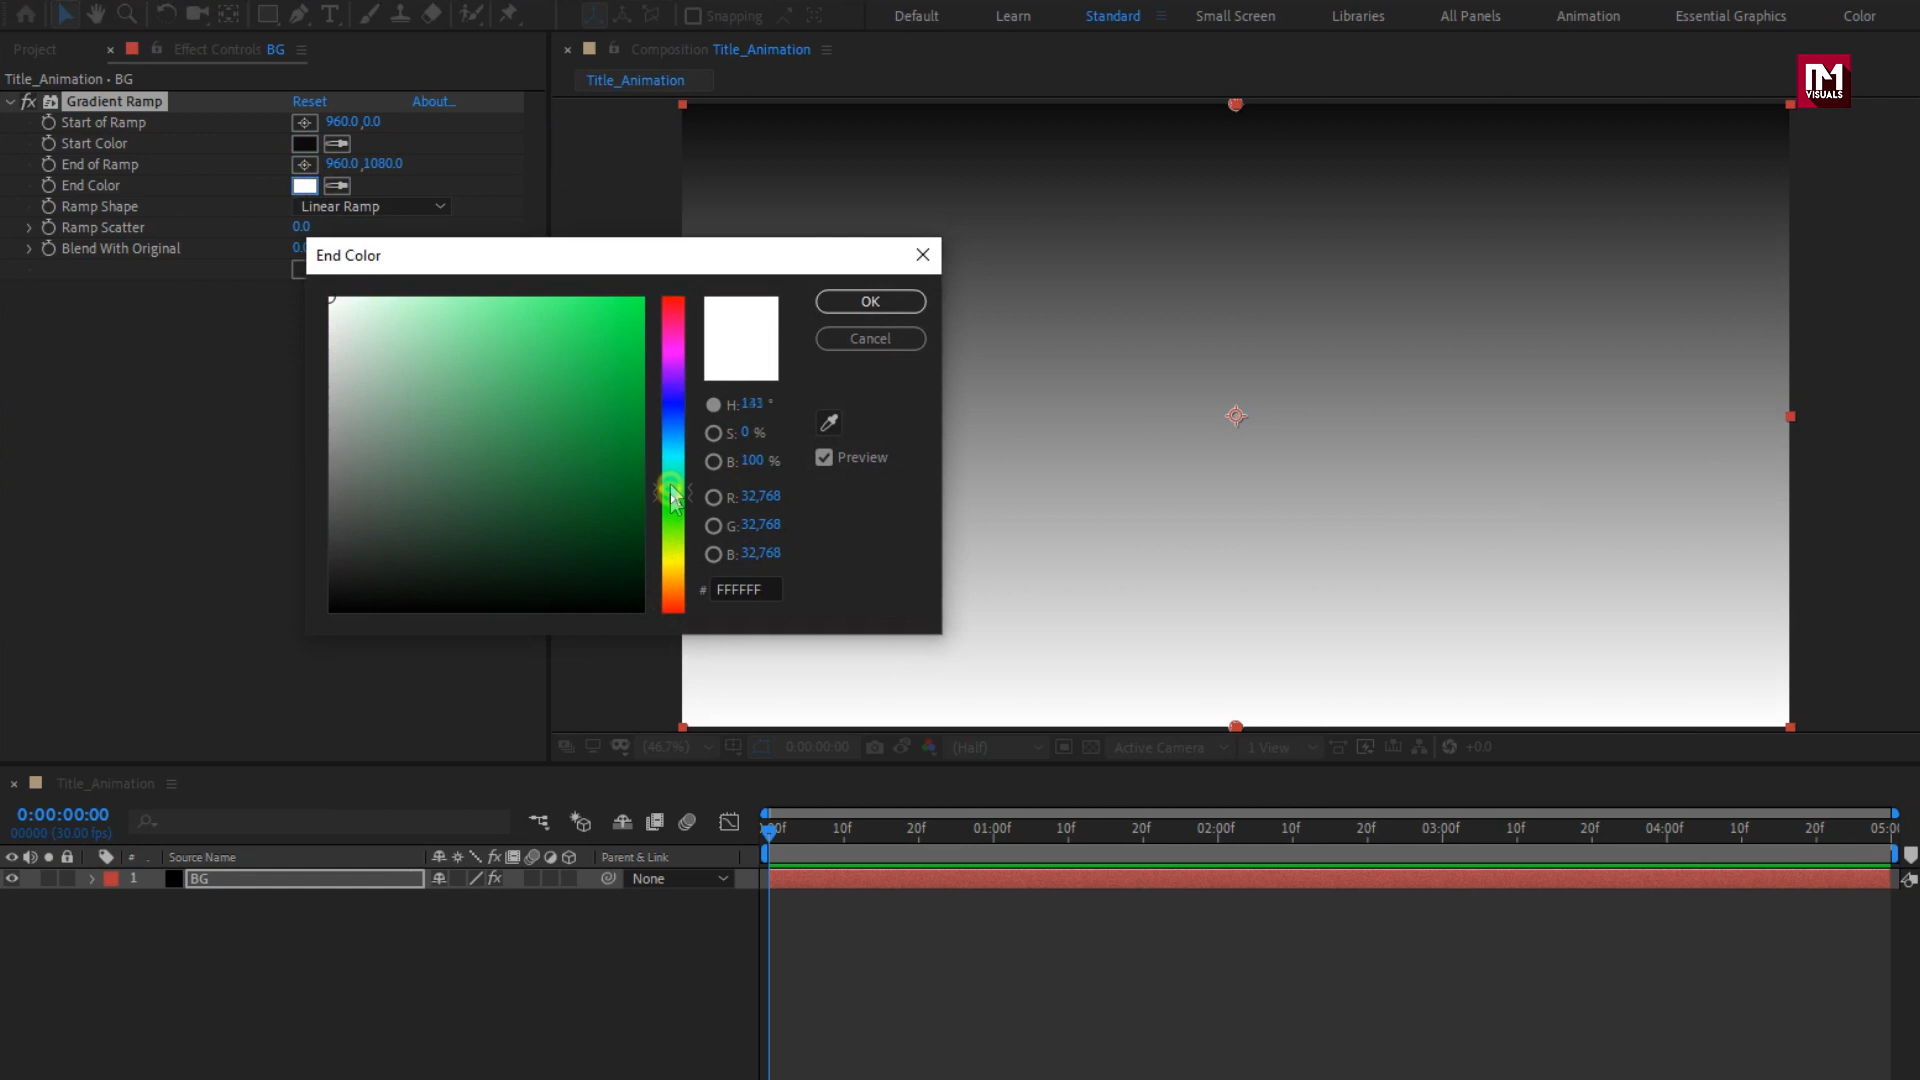 Snapping
Default
Learn
Standard
Small Screen
Libraries
All Panels
Animation
Essential Graphics
Color
Project
Effect Controls BG
Composition Title_Animation
Title_Animation • BG
Title_Animation
M
VISUALS
fx Gradient Ramp Reset About...
Start of Ramp 960.0,0.0
Start Color
End of Ramp 960.0,1080.0
End Color
Ramp Shape Linear Ramp
Ramp Scatter 0.0
Blend With Original
End Color
OK
Cancel
H: 133 °
S: 0 %
B: 100 %
Preview
R: 32,768
G: 32,768
B: 32,768
# FFFFFF
(46.7%) 0:00:00:00 (Half) Active Camera 1 View +0.0
Title_Animation
0:00:00:00
00000 (30.00 fps)
10f 20f 01:00f 10f 20f 02:00f 10f 20f 03:00f 10f 20f 04:00f 10f 20f
# Source Name fx Parent & Link
1 BG fx None